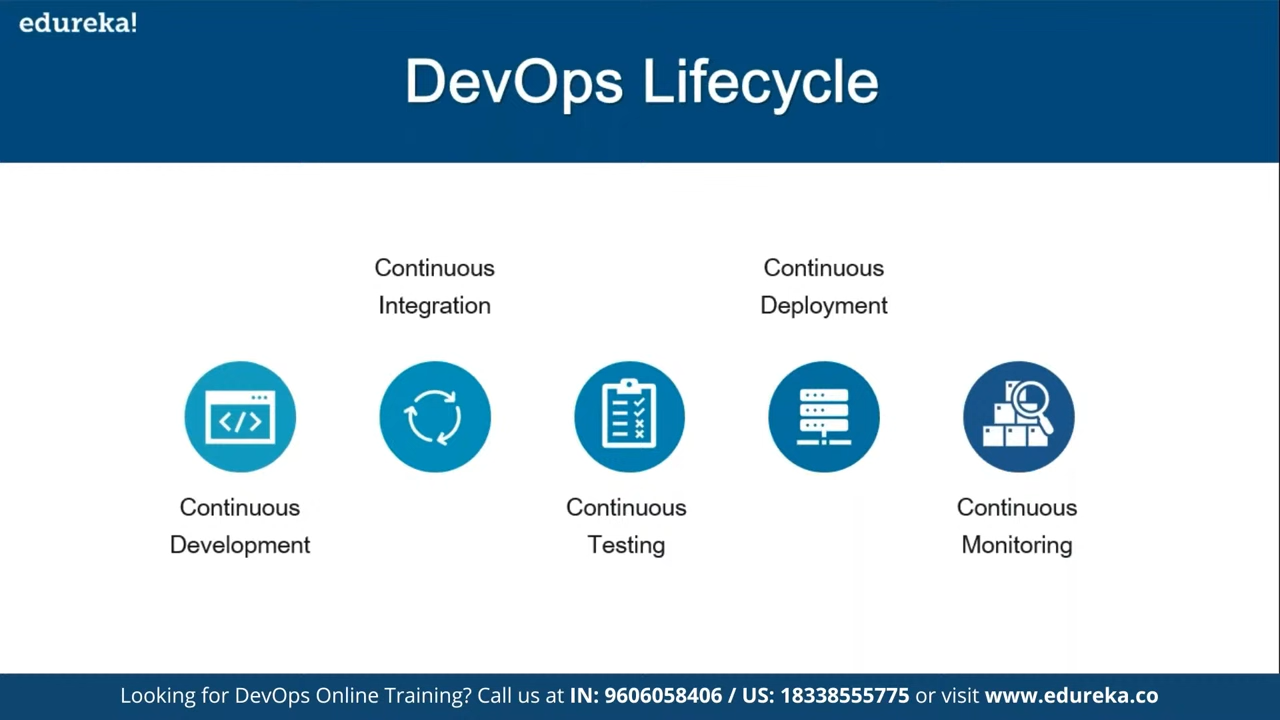 edureka!
DevOps Lifecycle
Continuous
Integration
Continuous
Deployment
</>
Continuous
Development
Continuous
Testing
Continuous
Monitoring
Looking for DevOps Online Training? Call us at IN: 9606058406 / US: 18338555775 or visit www.edureka.co